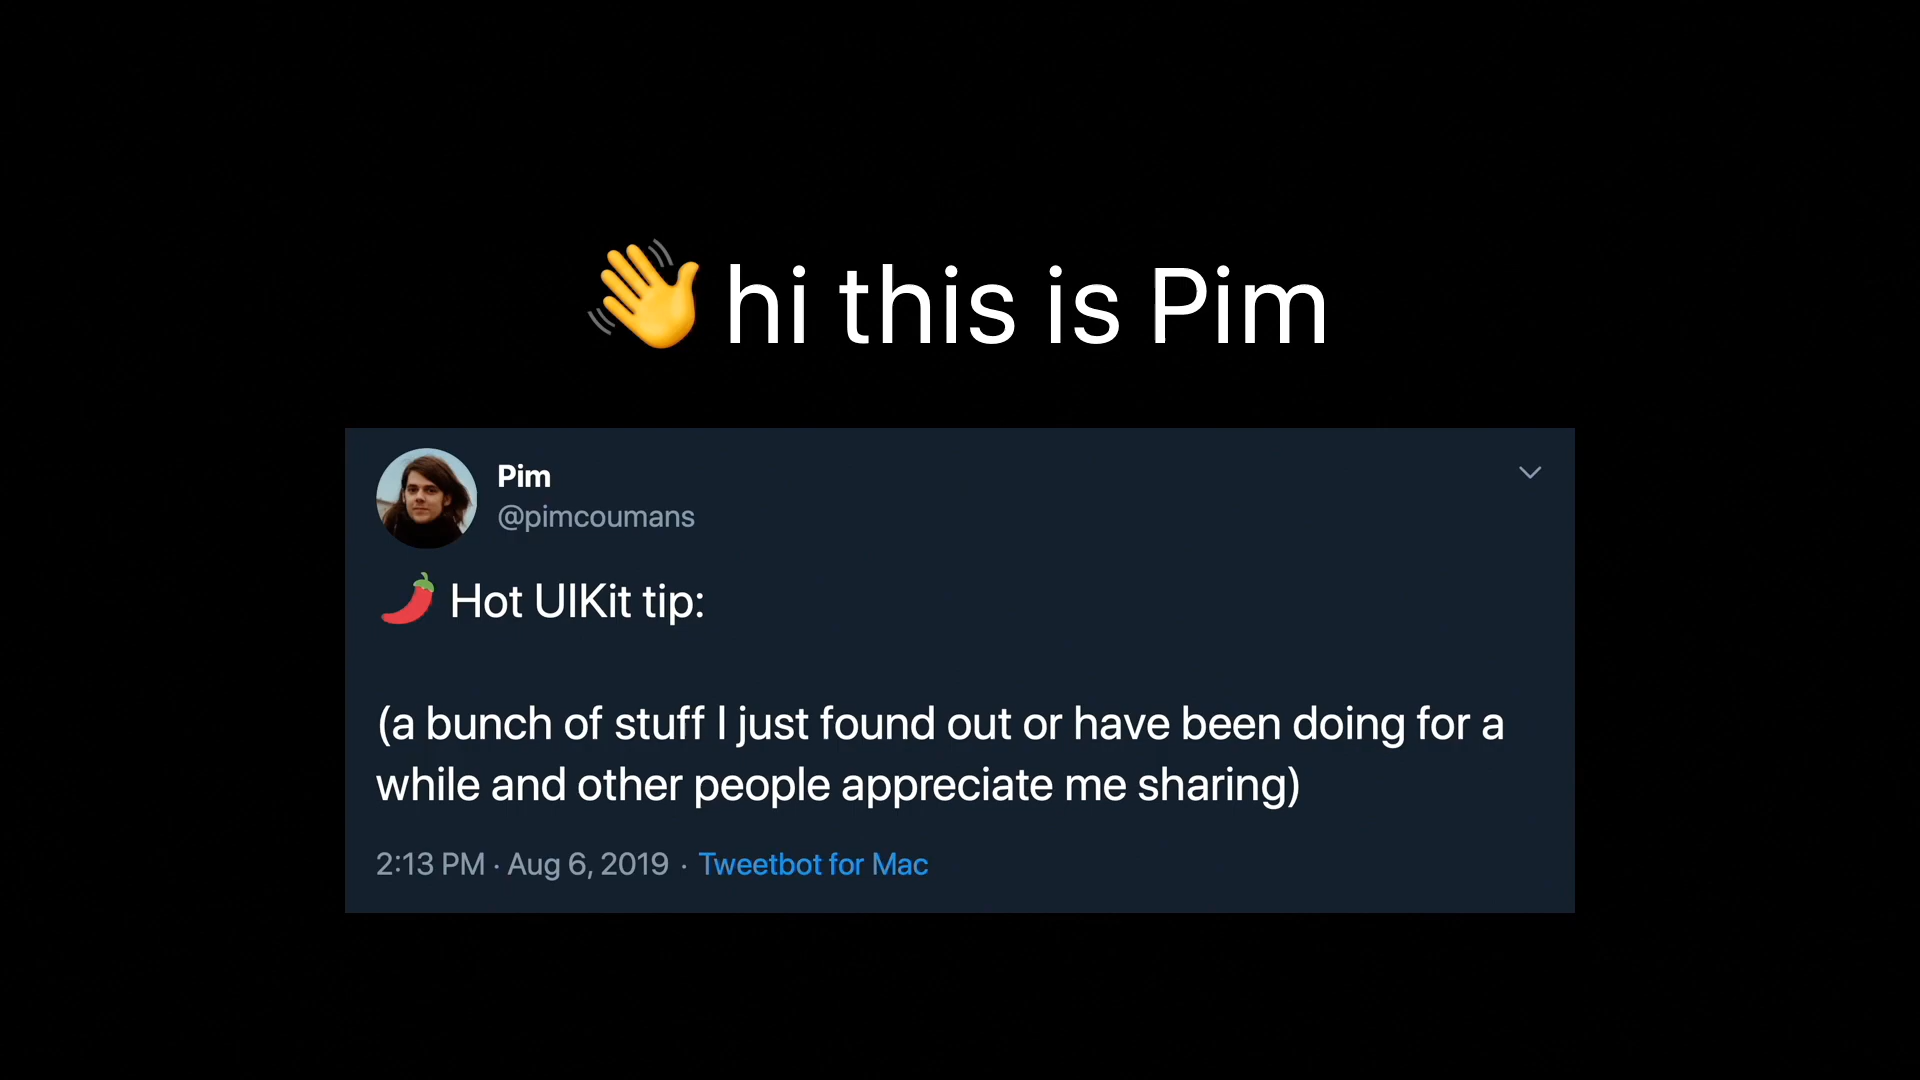 👋 hi this is Pim
Pim
@pimcoumans
🌶️ Hot UIKit tip:
(a bunch of stuff I just found out or have been doing for a
while and other people appreciate me sharing)
2:13 PM · Aug 6, 2019 · Tweetbot for Mac